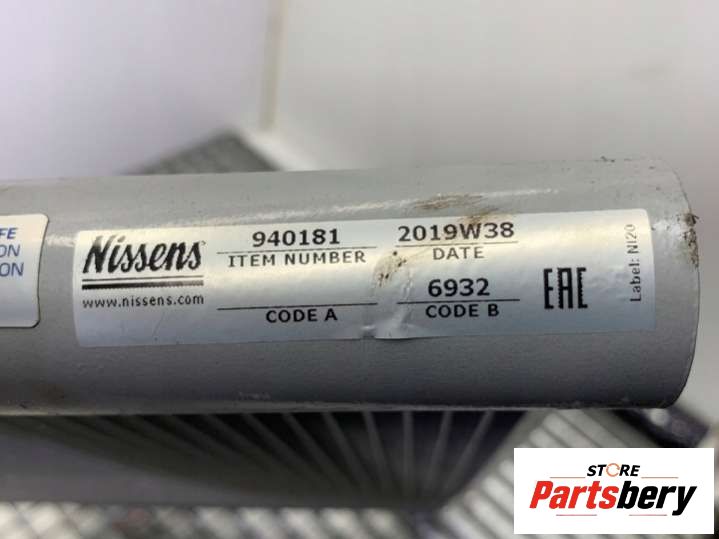 FE
ON
ION
Nissens
www.nissens.com
940181
ITEM NUMBER
CODE A
2019W38
DATE
6932
CODE B
EAC
Label: NI20
STORE
Partsbery